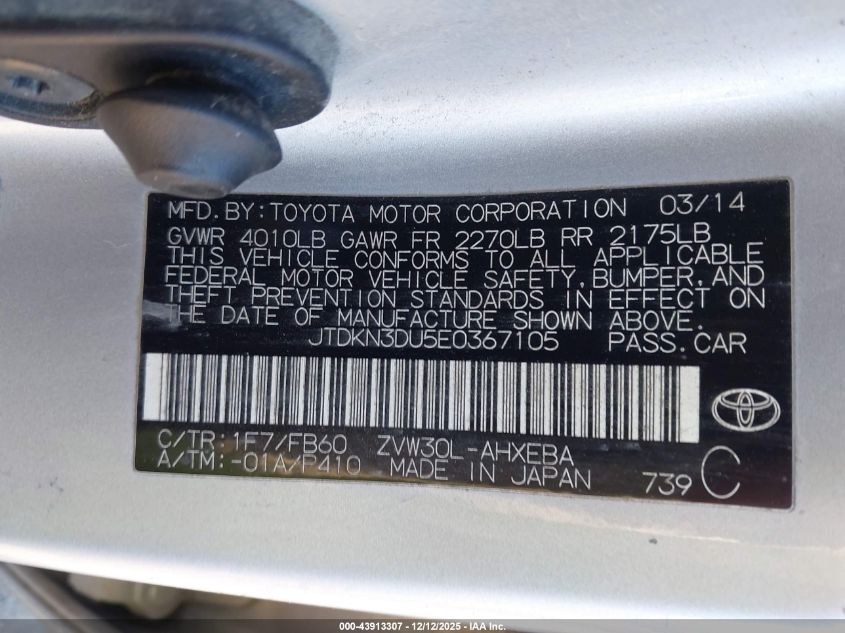 MFD. BY: TOYOTA MOTOR CORPORATION 03/14
GVWR 4010LB GAWR FR 2270LB RR 2175LB
THIS VEHICLE CONFORMS TO ALL APPLICABLE
FEDERAL MOTOR VEHICLE SAFETY, BUMPER, AND
THEFT PREVENTION STANDARDS IN EFFECT ON
THE DATE OF MANUFACTURE SHOWN ABOVE.
JTDKN3DU5E0367105 PASS. CAR
C/TR: 1F7/FB60 ZVW30L-AHXEBA
A/TM: -01A/P410 MADE IN JAPAN 739 C
000-43913307 - 12/12/2025 - IAA Inc.